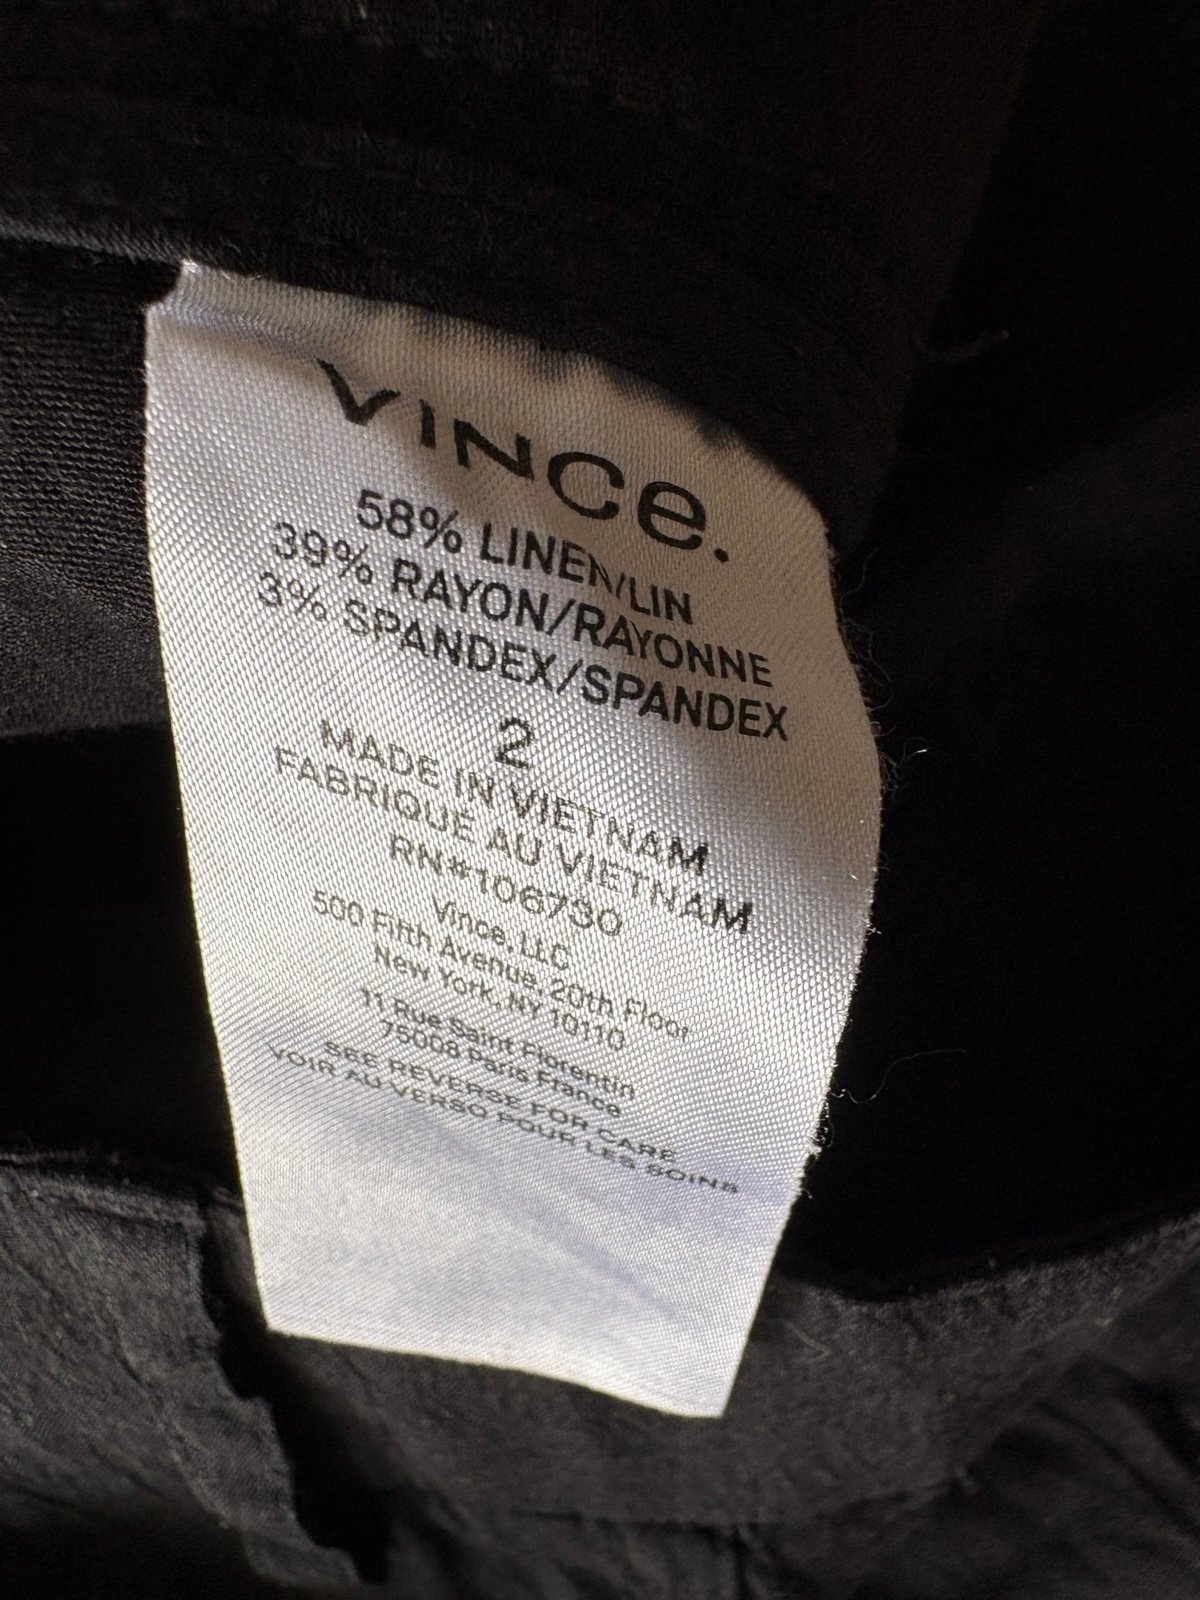 VINCe.
58% LINEN/LIN
39% RAYON/RAYONNE
3% SPANDEX/SPANDEX
2
MADE IN VIETNAM
FABRIQUÉ AU VIETNAM
RN#106730
Vince, LLC
500 Fifth Avenue, 20th Floor
New York, NY 10110
11 Rue Saint Florentin
75008 Paris France
SEE REVERSE FOR CARE
VOIR AU VERSO POUR LES SOINS